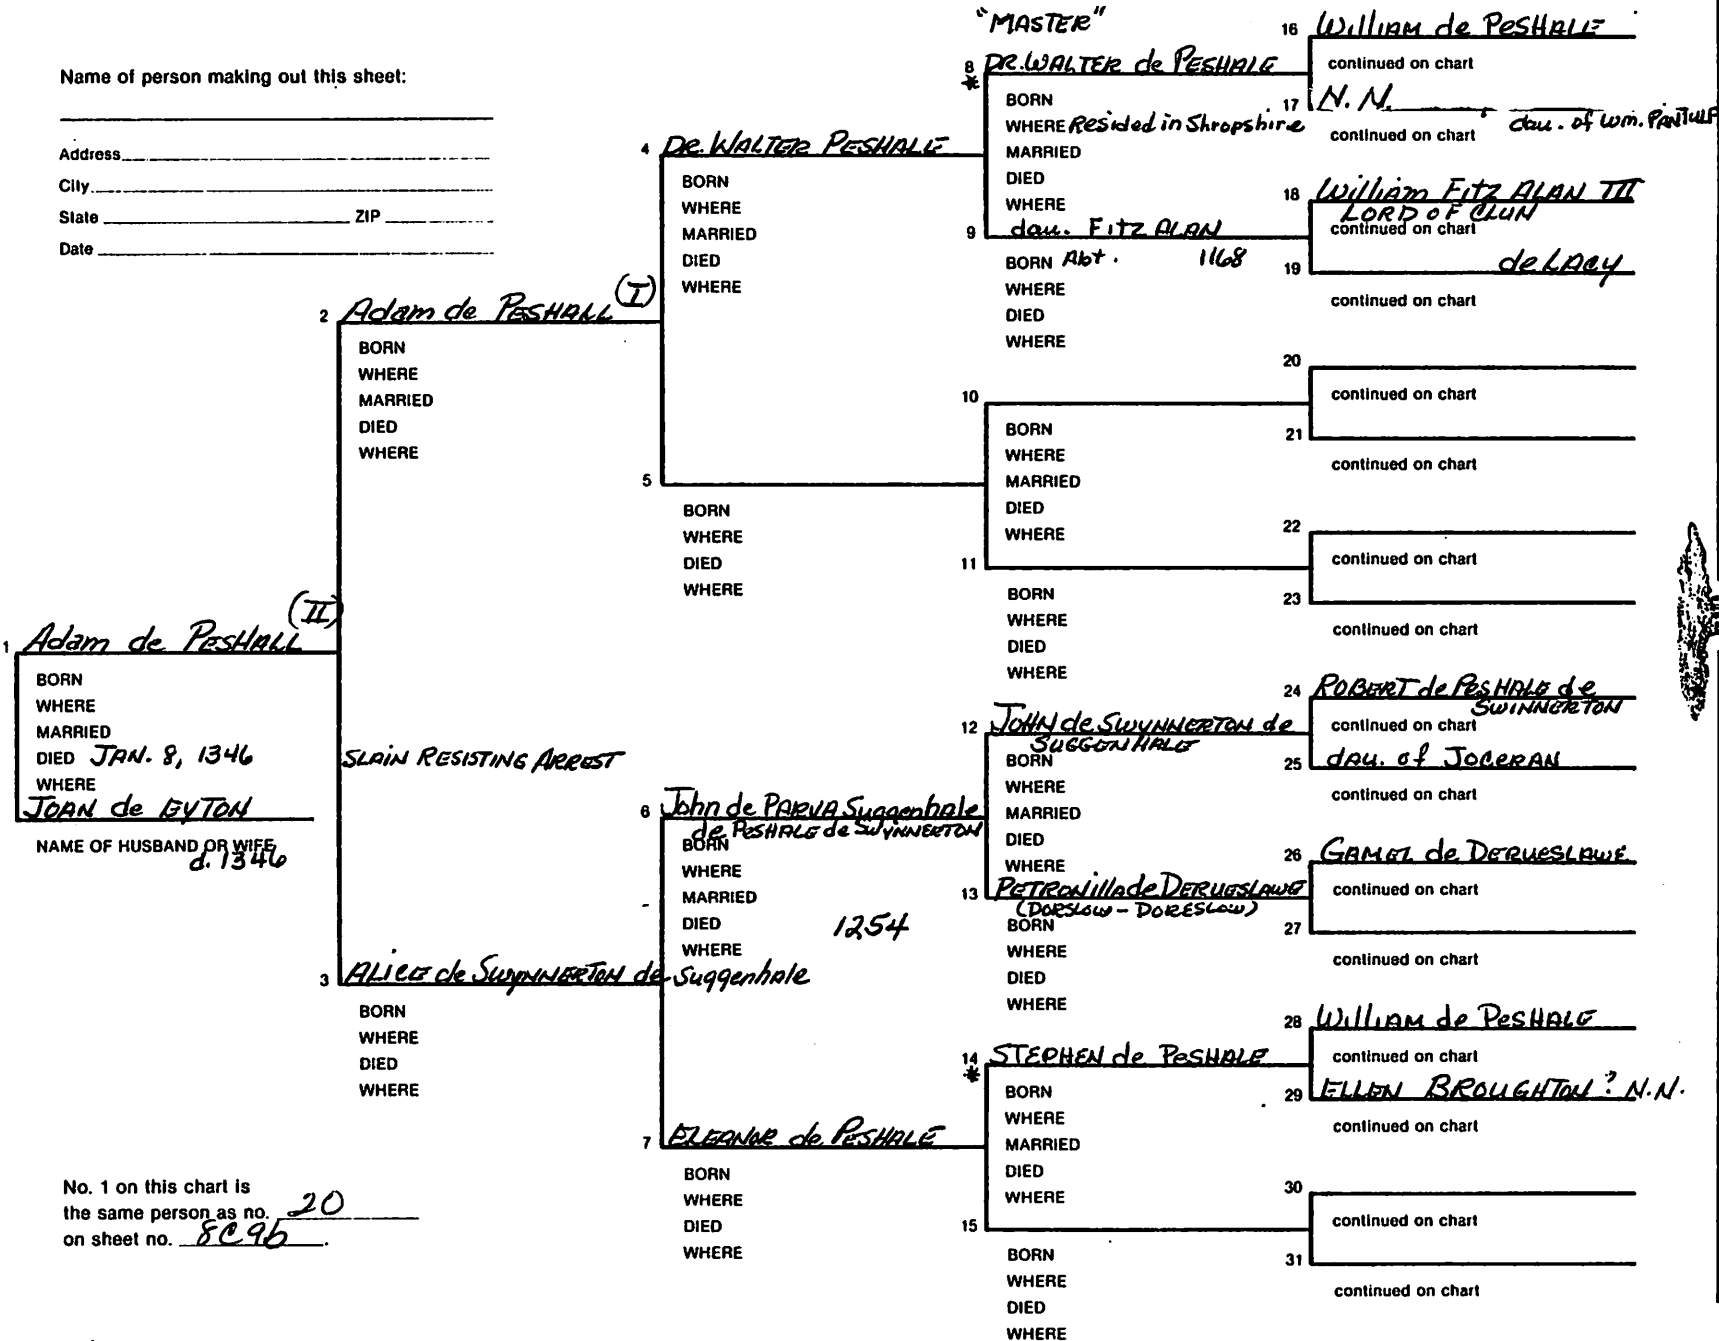 Name of person making out this sheet:
Address
City
State ZIP
Date
1 Adam de PESHALL (II)
BORN
WHERE
MARRIED
DIED JAN. 8, 1346 SLAIN RESISTING ARREST
WHERE
JOAN de EYTON
NAME OF HUSBAND OR WIFE
d. 1346
No. 1 on this chart is
the same person as no. 20
on sheet no. 8C9b.
2 Adam de PESHALL (I)
BORN
WHERE
MARRIED
DIED
WHERE
3 ALICE de SWYNNERTON de Suggenhale
BORN
WHERE
DIED
WHERE
4 DR. WALTER PESHALE
BORN
WHERE
MARRIED
DIED
WHERE
5
BORN
WHERE
DIED
WHERE
6 John de PARVA Suggenhale
de PESHALE de SWYNNERTON
BORN
WHERE
MARRIED
DIED 1254
WHERE
7 ELEANOR de PESHALE
BORN
WHERE
DIED
WHERE
"MASTER"
8 DR. WALTER de PESHALE
*
BORN
WHERE Resided in Shropshire
MARRIED
DIED
WHERE
9 dau. FITZ ALAN
BORN Abt. 1168
WHERE
DIED
WHERE
10
BORN
WHERE
MARRIED
DIED
WHERE
11
BORN
WHERE
DIED
WHERE
12 JOHN de SWYNNERTON de
SUGGENHALE
BORN
WHERE
MARRIED
DIED
WHERE
13 PETRONILLA de DERUESLAWE
(DORSLOW - DORESLOW)
BORN
WHERE
DIED
WHERE
14 STEPHEN de PESHALE
*
BORN
WHERE
MARRIED
DIED
WHERE
15
BORN
WHERE
DIED
WHERE
16 William de PESHALE
continued on chart
17 N.N. dau. of Wm. PANTULF
continued on chart
18 William FITZ ALAN III
LORD OF CLUN
continued on chart
19 de LACY
continued on chart
20
continued on chart
21
continued on chart
22
continued on chart
23
continued on chart
24 ROBERT de PESHALE de
SWINNERTON
continued on chart
25 dau. of JOCERAN
continued on chart
26 GAMEL de DERUESLAWE
continued on chart
27
continued on chart
28 William de PESHALE
continued on chart
29 ELLEN BROUGHTON? N.N.
continued on chart
30
continued on chart
31
continued on chart